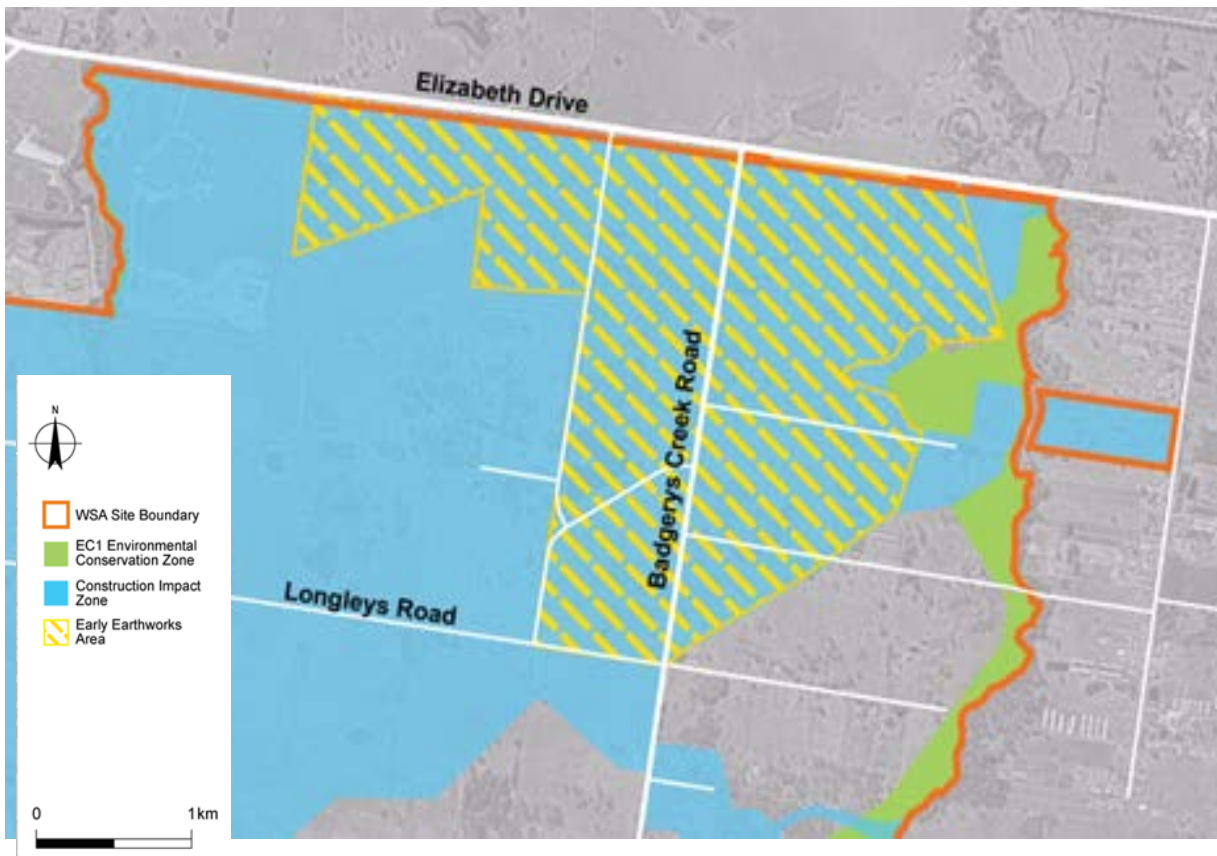 Elizabeth Drive
Badgerys Creek Road
Longleys Road
N
WSA Site Boundary
EC1 Environmental
Conservation Zone
Construction Impact
Zone
Early Earthworks
Area
0 1km